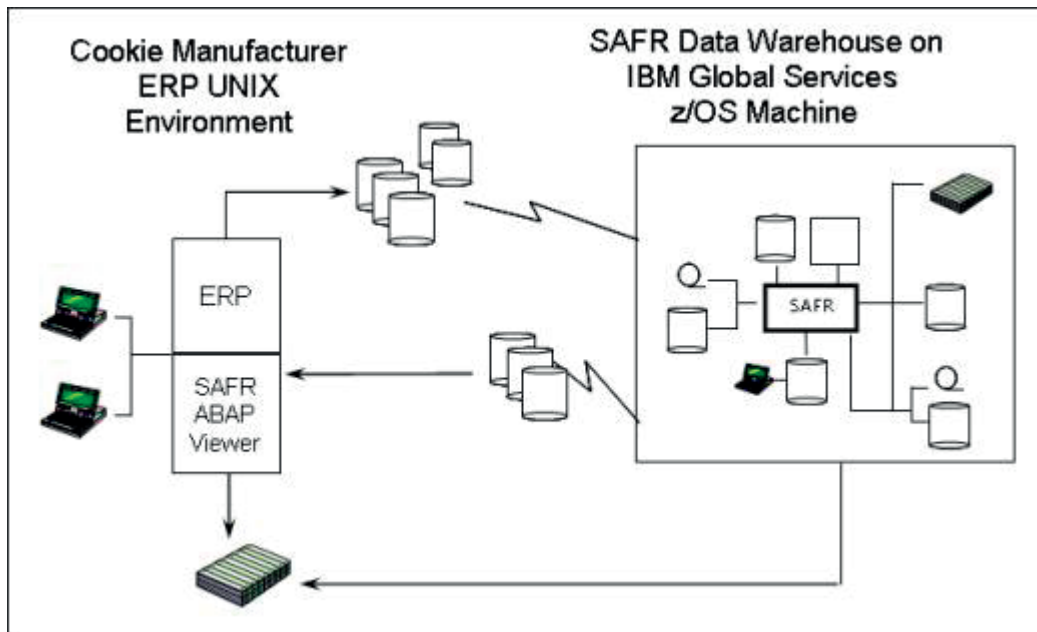 Cookie Manufacturer
ERP UNIX
Environment
SAFR Data Warehouse on
IBM Global Services
z/OS Machine
ERP
SAFR
ABAP
Viewer
SAFR